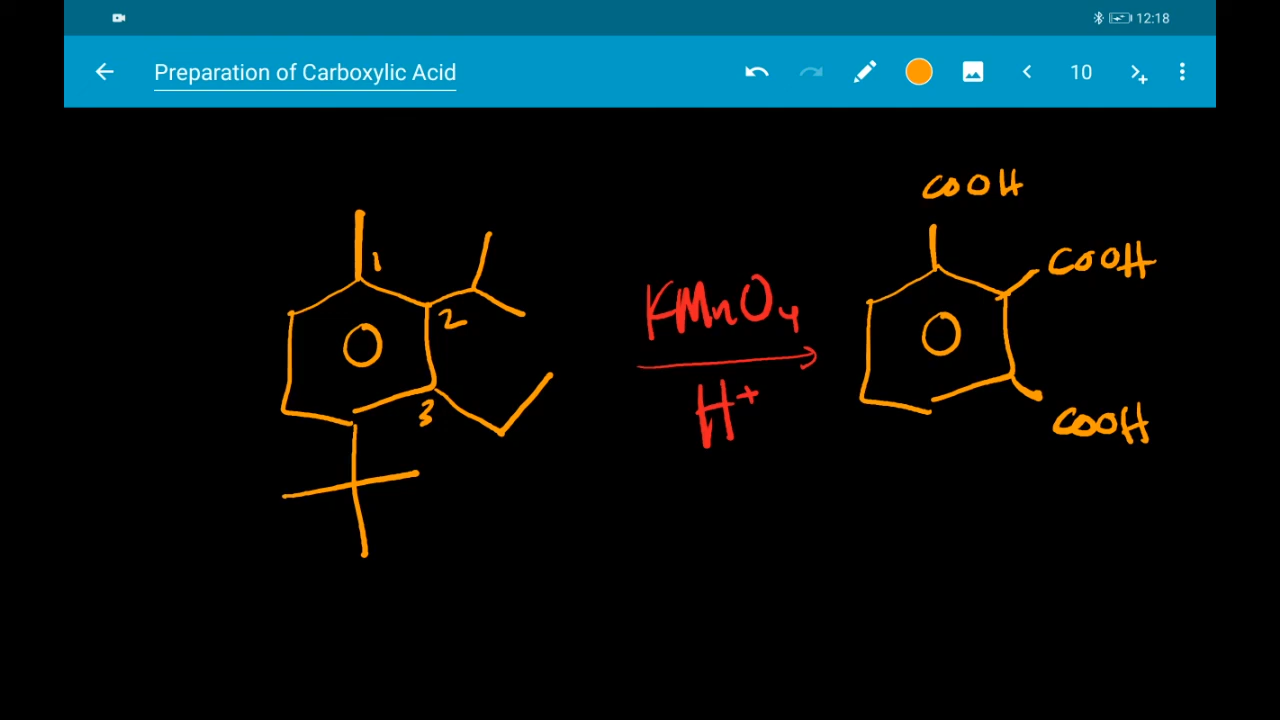 12:18
Preparation of Carboxylic Acid
10
COOH
1
COOH
KMnO4
2
H+
3
COOH